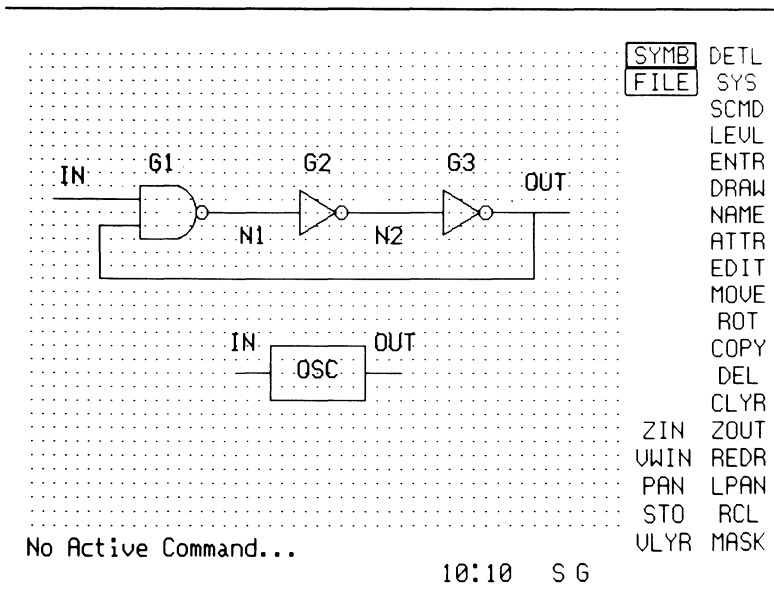 SYMB DETL
FILE SYS
SCMD
LEVL
ENTR
DRAW
NAME
ATTR
EDIT
MOVE
ROT
COPY
DEL
CLYR
ZIN ZOUT
VWIN REDR
PAN LPAN
STO RCL
VLYR MASK
IN G1 G2 G3 OUT
N1 N2
IN OUT
OSC
No Active Command...
10:10 S G